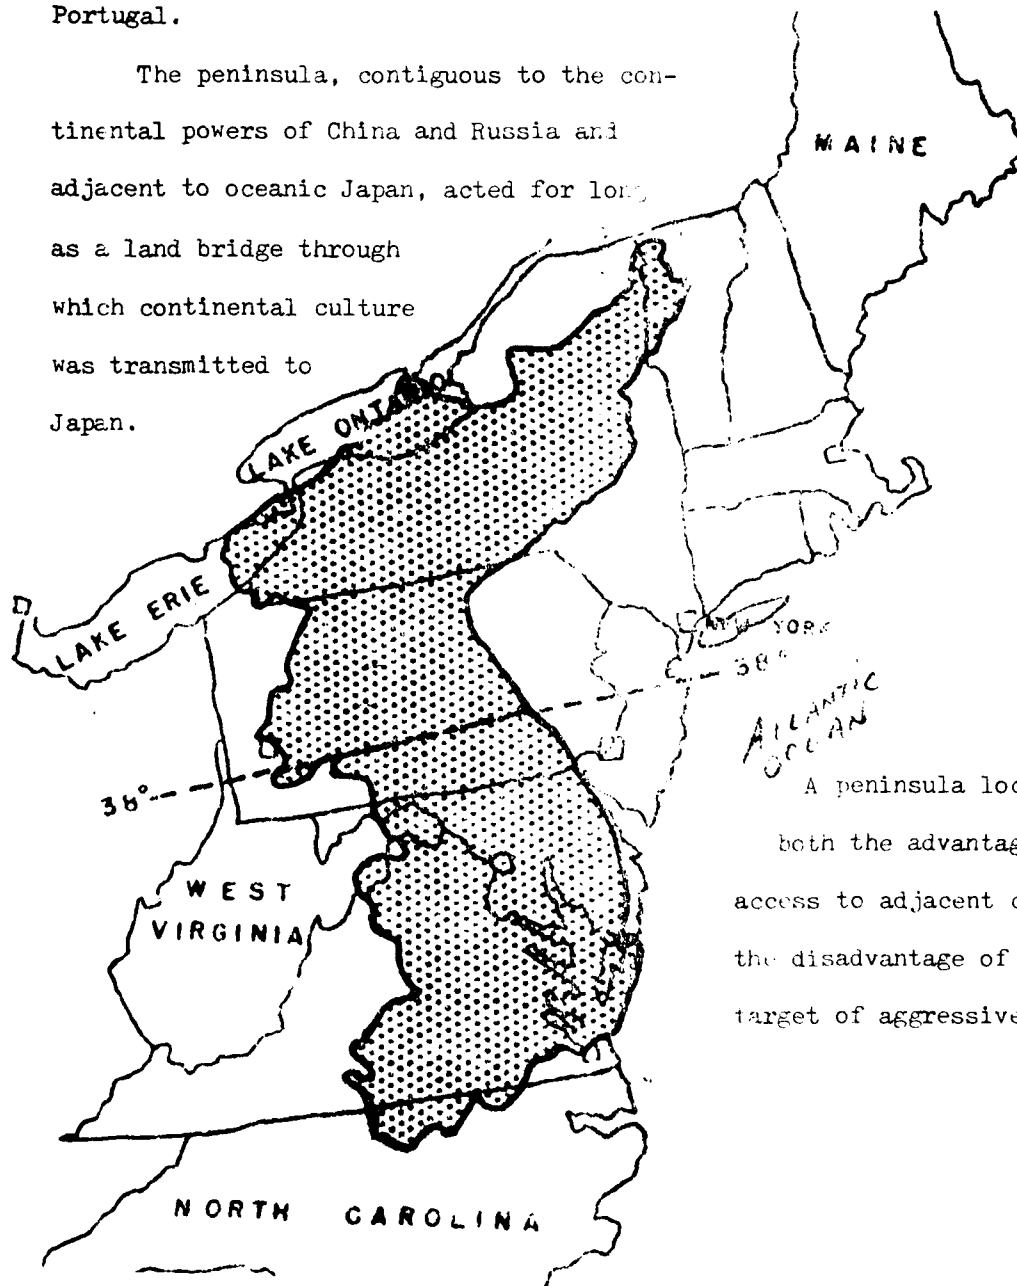 Portugal.
The peninsula, contiguous to the con-
tinental powers of China and Russia and
adjacent to oceanic Japan, acted for long
as a land bridge through
which continental culture
was transmitted to
Japan.
MAINE
LAKE ONTARIO
LAKE ERIE
NEW YORK
38°
ATLANTIC
OCEAN
38°
A peninsula loc
both the advantag
access to adjacent c
the disadvantage of
target of aggressive
WEST
VIRGINIA
NORTH CAROLINA